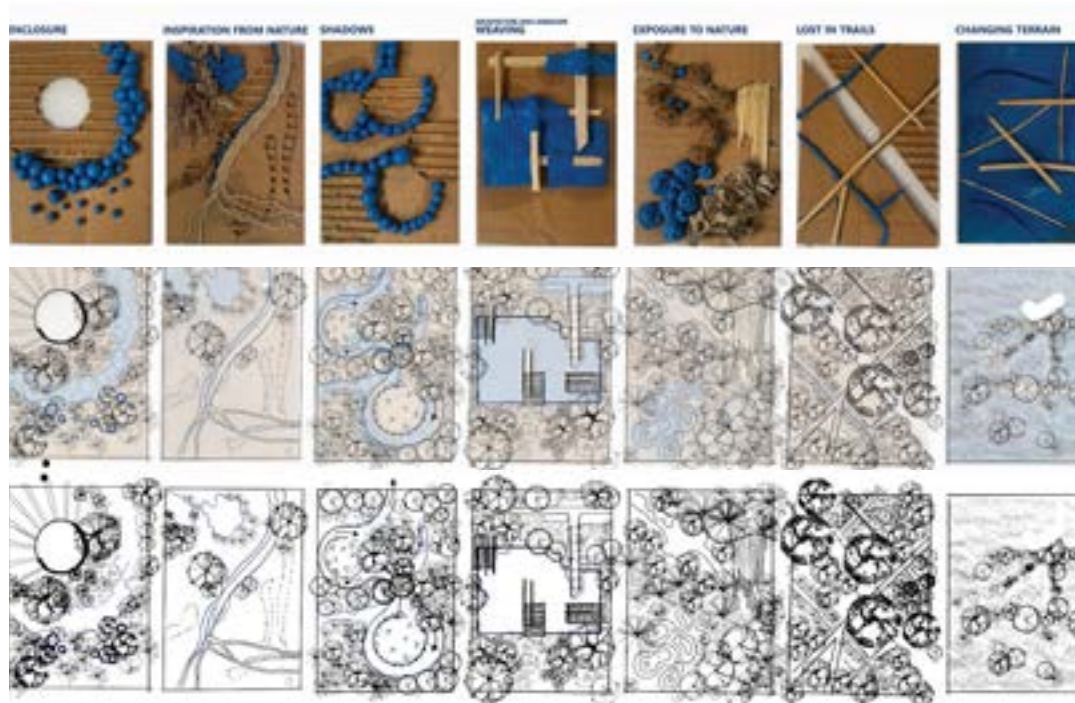 ENCLOSURE
INSPIRATION FROM NATURE
SHADOWS
WEAVING
EXPOSURE TO NATURE
LOST IN TRAILS
CHANGING TERRAIN